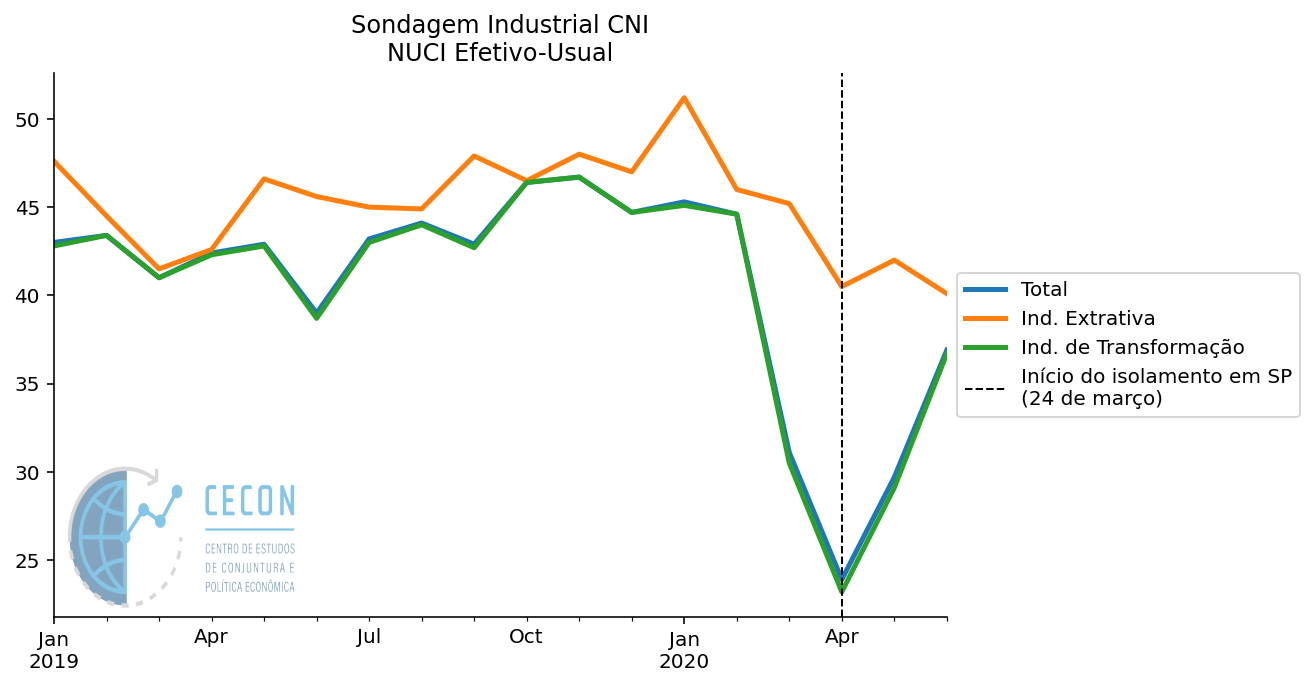 Sondagem Industrial CNI
NUCI Efetivo-Usual
50
45
40
35
30
25
Jan
2019
Apr
Jul
Oct
Jan
2020
Apr
Total
Ind. Extrativa
Ind. de Transformação
Início do isolamento em SP
(24 de março)
CECON
CENTRO DE ESTUDOS
DE CONJUNTURA E
POLÍTICA ECONÔMICA